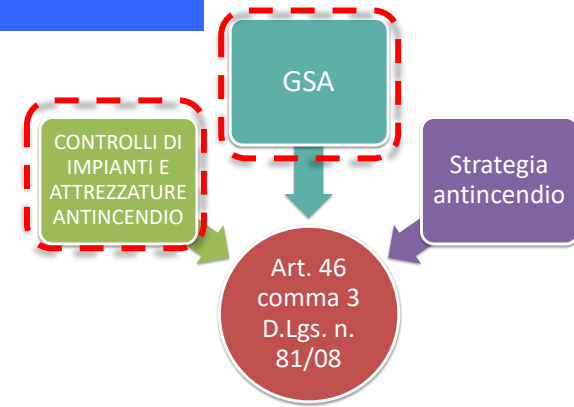 GSA
CONTROLLI DI
IMPIANTI E
ATTREZZATURE
ANTINCENDIO
Strategia
antincendio
Art. 46
comma 3
D.Lgs. n.
81/08